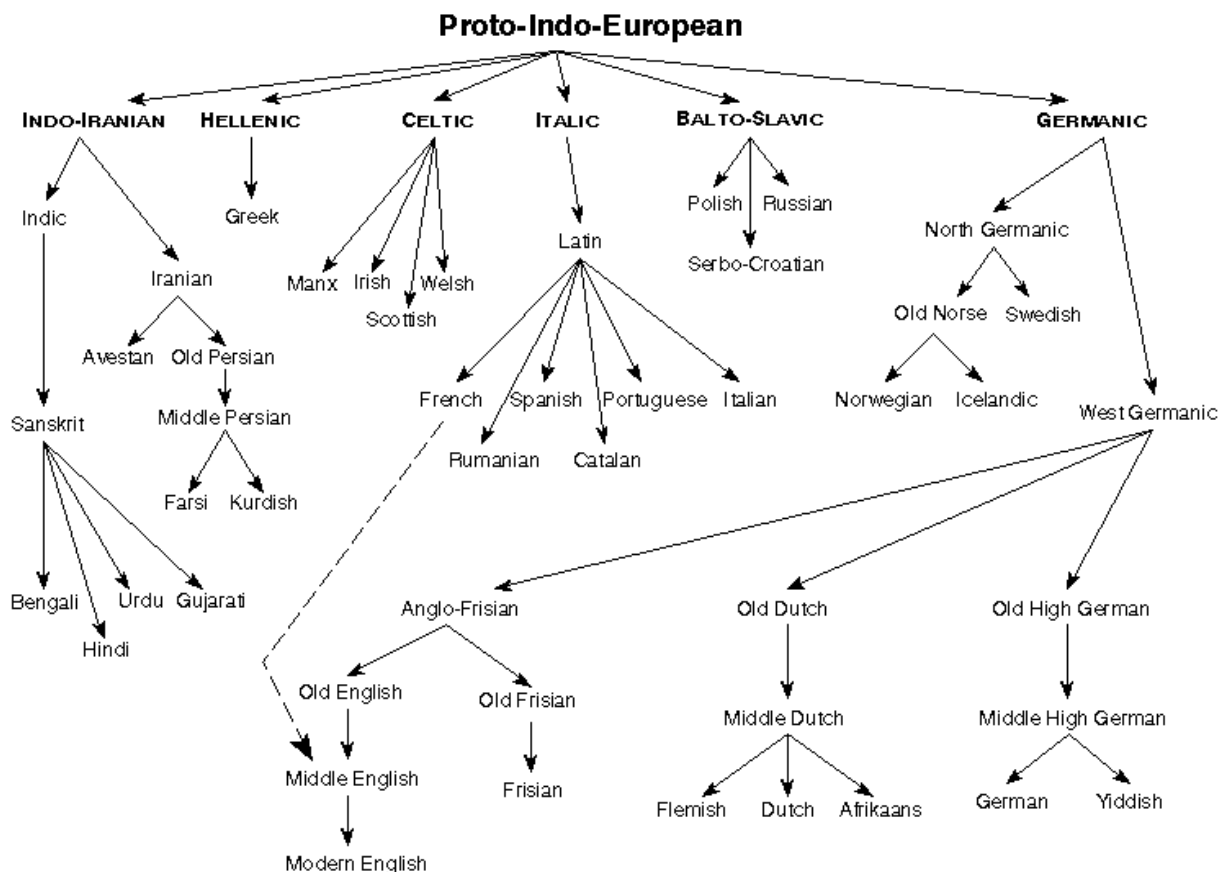 Proto-Indo-European
INDO-IRANIAN HELLENIC CELTIC ITALIC BALTO-SLAVIC GERMANIC
Indic Greek Polish Russian
North Germanic
Latin
Serbo-Croatian
Iranian Manx Irish Welsh
Scottish Old Norse Swedish
Avestan Old Persian
French Spanish Portuguese Italian Norwegian Icelandic
Sanskrit Middle Persian West Germanic
Rumanian Catalan
Farsi Kurdish
Bengali Urdu Gujarati Anglo-Frisian Old Dutch Old High German
Hindi
Old English Old Frisian
Middle Dutch Middle High German
Middle English Frisian
Flemish Dutch Afrikaans German Yiddish
Modern English